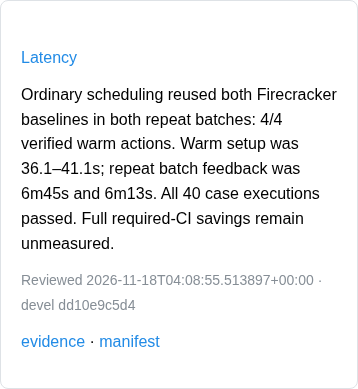 Latency
Ordinary scheduling reused both Firecracker
baselines in both repeat batches: 4/4
verified warm actions. Warm setup was
36.1–41.1s; repeat batch feedback was
6m45s and 6m13s. All 40 case executions
passed. Full required-CI savings remain
unmeasured.
Reviewed 2026-11-18T04:08:55.513897+00:00 ·
devel dd10e9c5d4
evidence · manifest